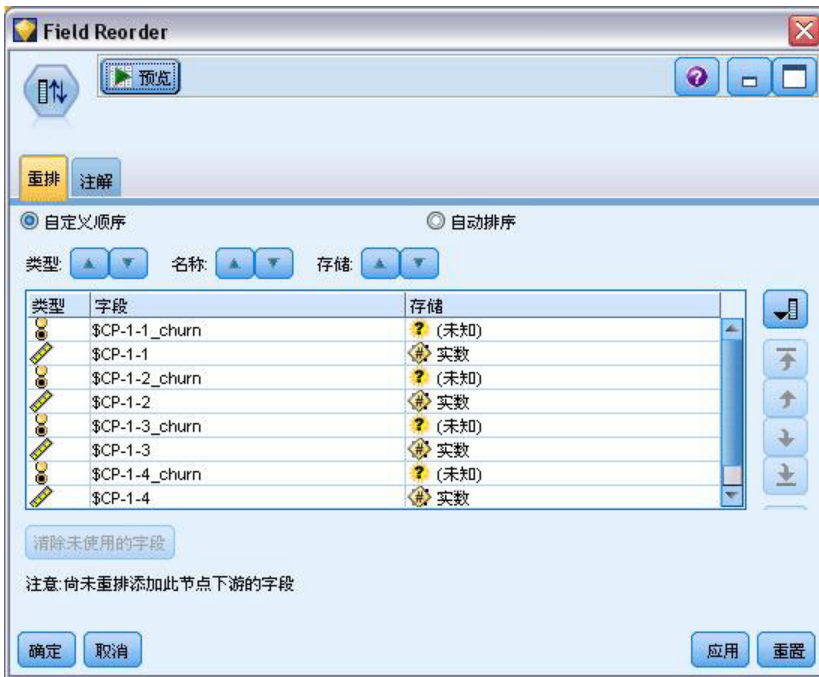 Field Reorder
预览
重排 注解
自定义顺序 自动排序
类型: 名称: 存储:
类型 字段 存储
$CP-1-1_churn ? (未知)
$CP-1-1 # 实数
$CP-1-2_churn ? (未知)
$CP-1-2 # 实数
$CP-1-3_churn ? (未知)
$CP-1-3 # 实数
$CP-1-4_churn ? (未知)
$CP-1-4 # 实数
清除未使用的字段
注意:尚未重排添加此节点下游的字段
确定 取消 应用 重置